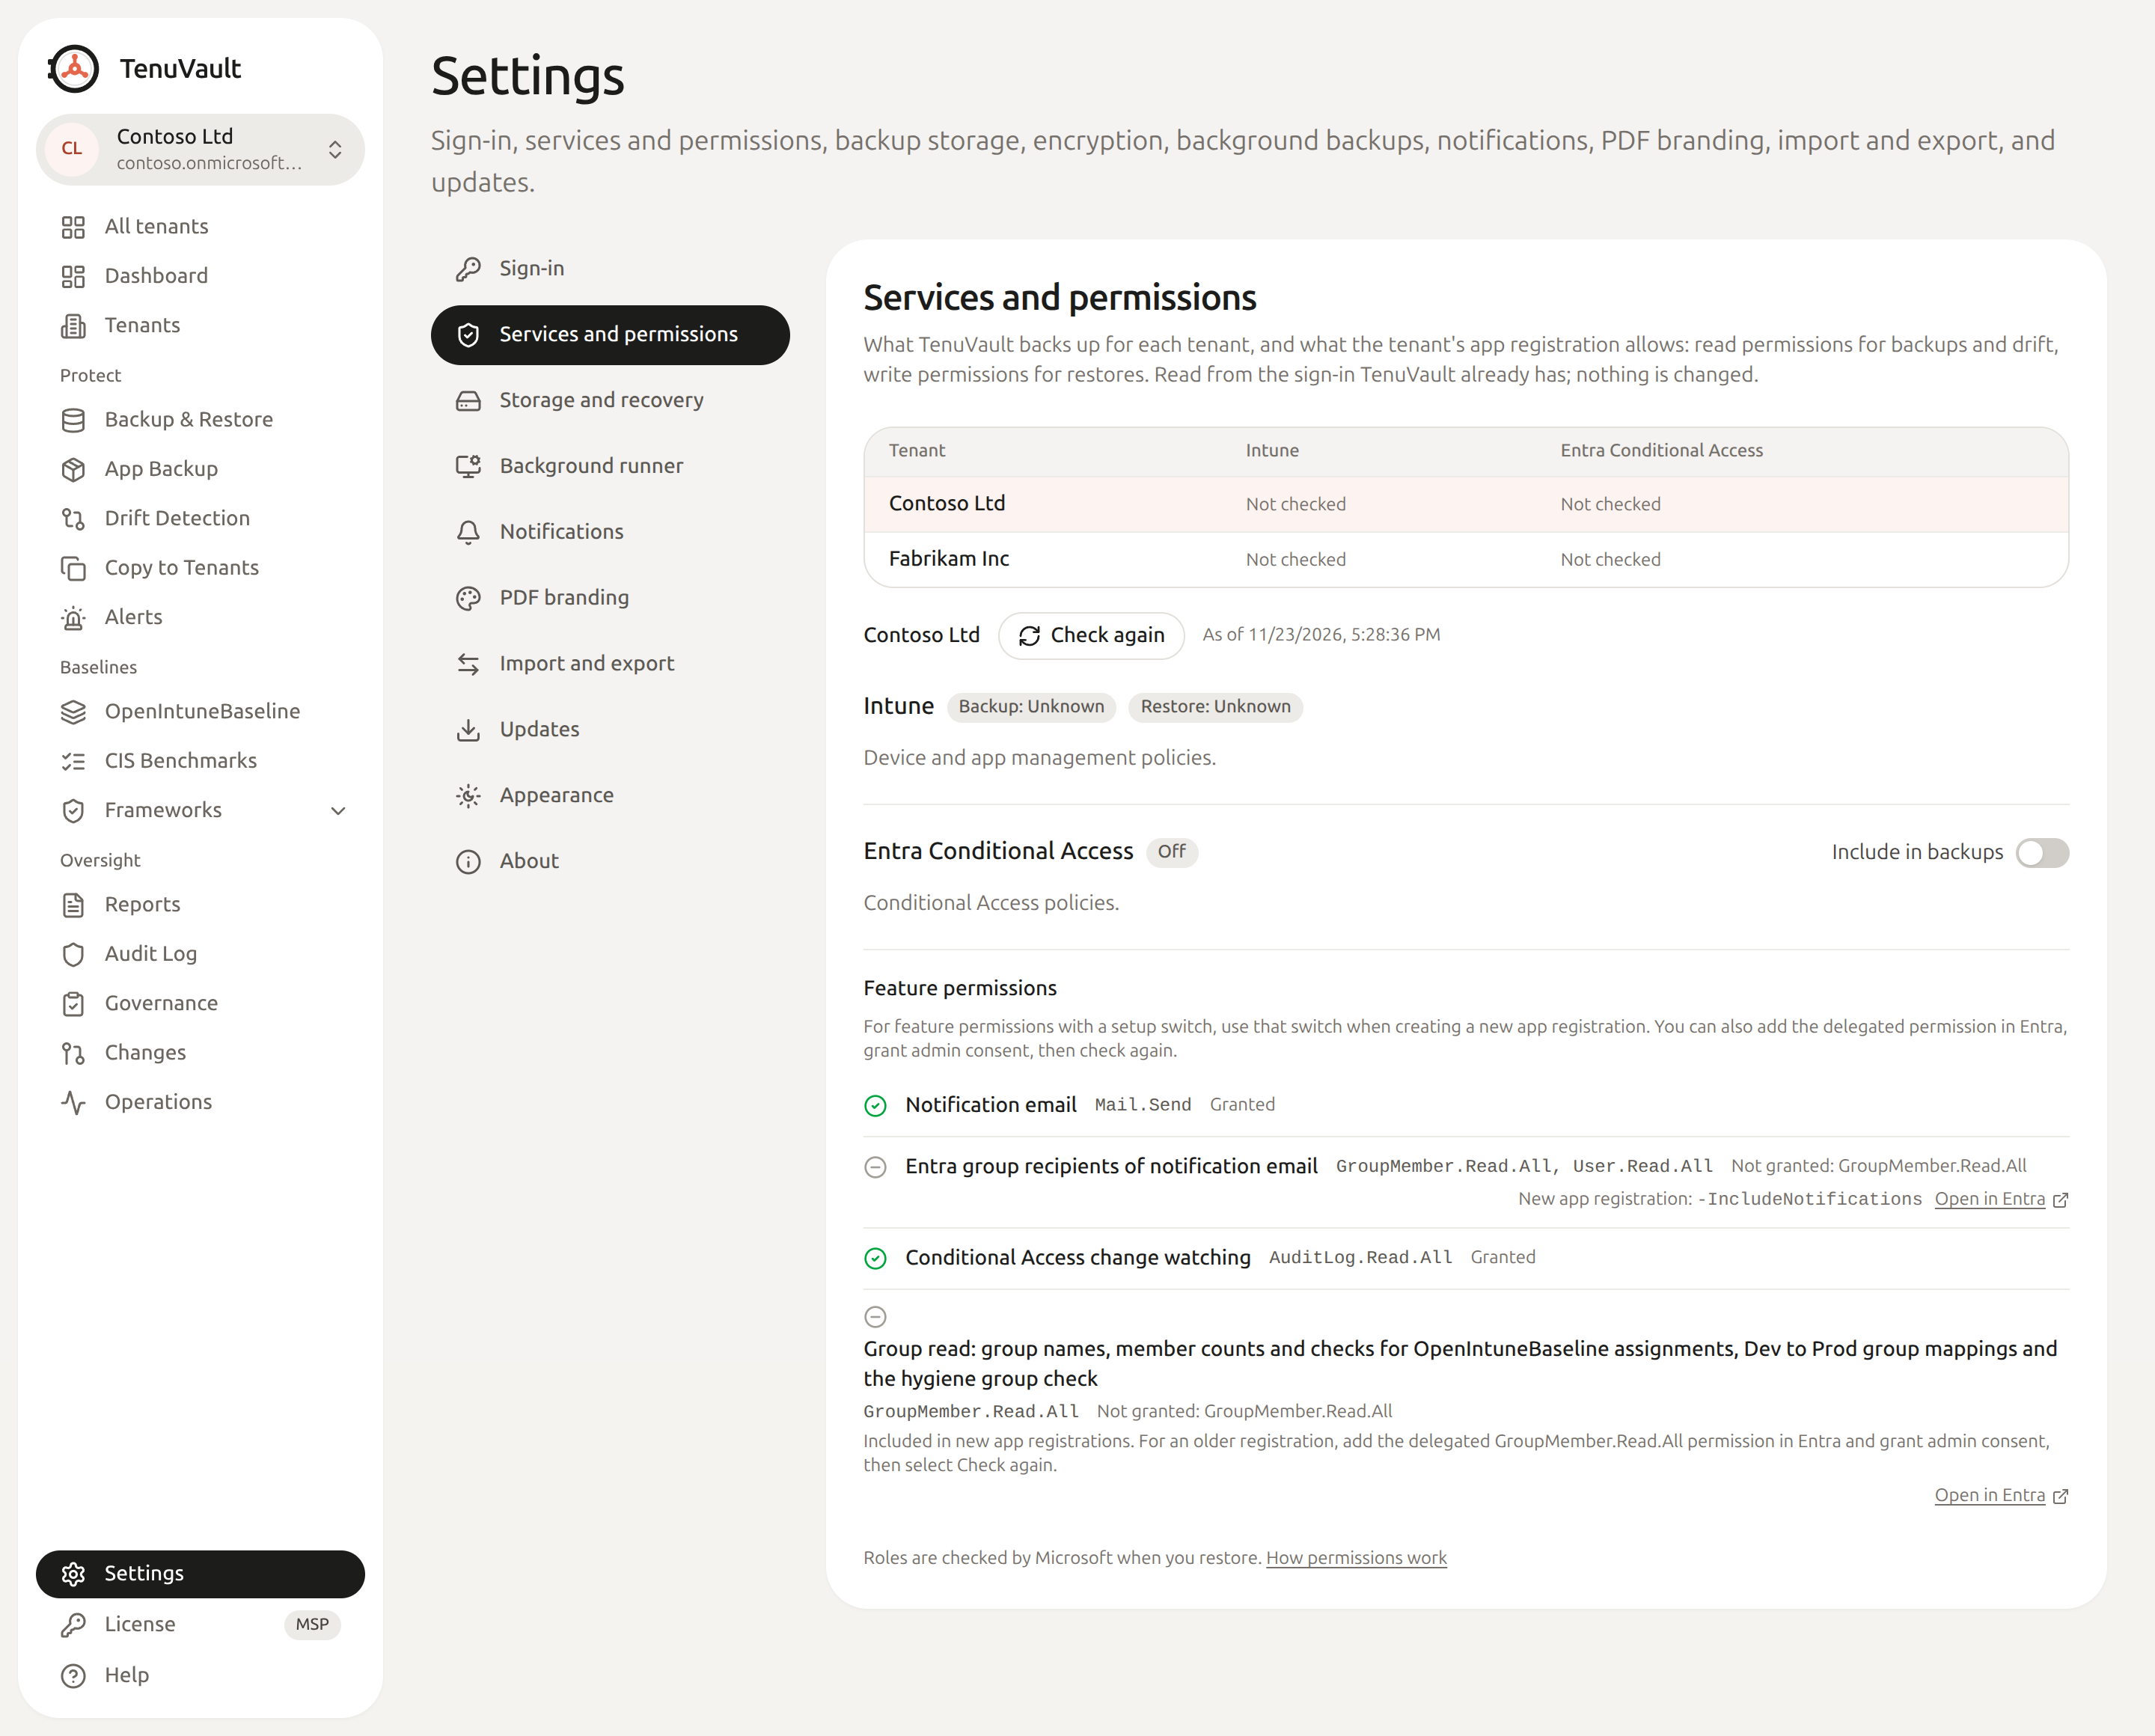 TenuVault
CL
Contoso Ltd
contoso.onmicrosoft...
All tenants
Dashboard
Tenants
Protect
Backup & Restore
App Backup
Drift Detection
Copy to Tenants
Alerts
Baselines
OpenIntuneBaseline
CIS Benchmarks
Frameworks
Oversight
Reports
Audit Log
Governance
Changes
Operations
Settings
License
MSP
Help
Settings
Sign-in, services and permissions, backup storage, encryption, background backups, notifications, PDF branding, import and export, and
updates.
Sign-in
Services and permissions
Storage and recovery
Background runner
Notifications
PDF branding
Import and export
Updates
Appearance
About
Services and permissions
What TenuVault backs up for each tenant, and what the tenant's app registration allows: read permissions for backups and drift,
write permissions for restores. Read from the sign-in TenuVault already has; nothing is changed.
Tenant Intune Entra Conditional Access
Contoso Ltd Not checked Not checked
Fabrikam Inc Not checked Not checked
Contoso Ltd Check again As of 11/23/2026, 5:28:36 PM
Intune Backup: Unknown Restore: Unknown
Device and app management policies.
Entra Conditional Access Off Include in backups
Conditional Access policies.
Feature permissions
For feature permissions with a setup switch, use that switch when creating a new app registration. You can also add the delegated permission in Entra,
grant admin consent, then check again.
Notification email Mail.Send Granted
Entra group recipients of notification email GroupMember.Read.All, User.Read.All Not granted: GroupMember.Read.All
New app registration: -IncludeNotifications Open in Entra
Conditional Access change watching AuditLog.Read.All Granted
Group read: group names, member counts and checks for OpenIntuneBaseline assignments, Dev to Prod group mappings and
the hygiene group check
GroupMember.Read.All Not granted: GroupMember.Read.All
Included in new app registrations. For an older registration, add the delegated GroupMember.Read.All permission in Entra and grant admin consent,
then select Check again.
Open in Entra
Roles are checked by Microsoft when you restore. How permissions work